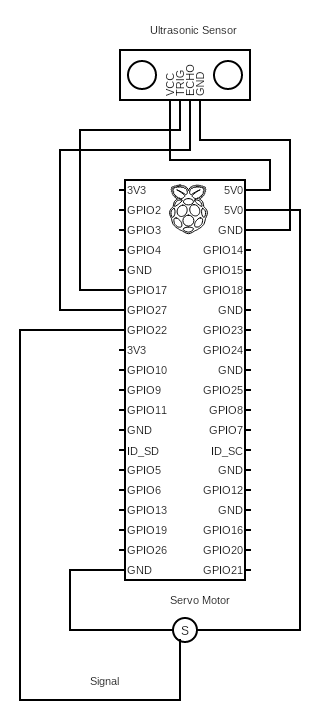 Ultrasonic Sensor
VCC
TRIG
ECHO
GND
3V3 5V0
GPIO2 5V0
GPIO3 GND
GPIO4 GPIO14
GND GPIO15
GPIO17 GPIO18
GPIO27 GND
GPIO22 GPIO23
3V3 GPIO24
GPIO10 GND
GPIO9 GPIO25
GPIO11 GPIO8
GND GPIO7
ID_SD ID_SC
GPIO5 GND
GPIO6 GPIO12
GPIO13 GND
GPIO19 GPIO16
GPIO26 GPIO20
GND GPIO21
Servo Motor
S
Signal